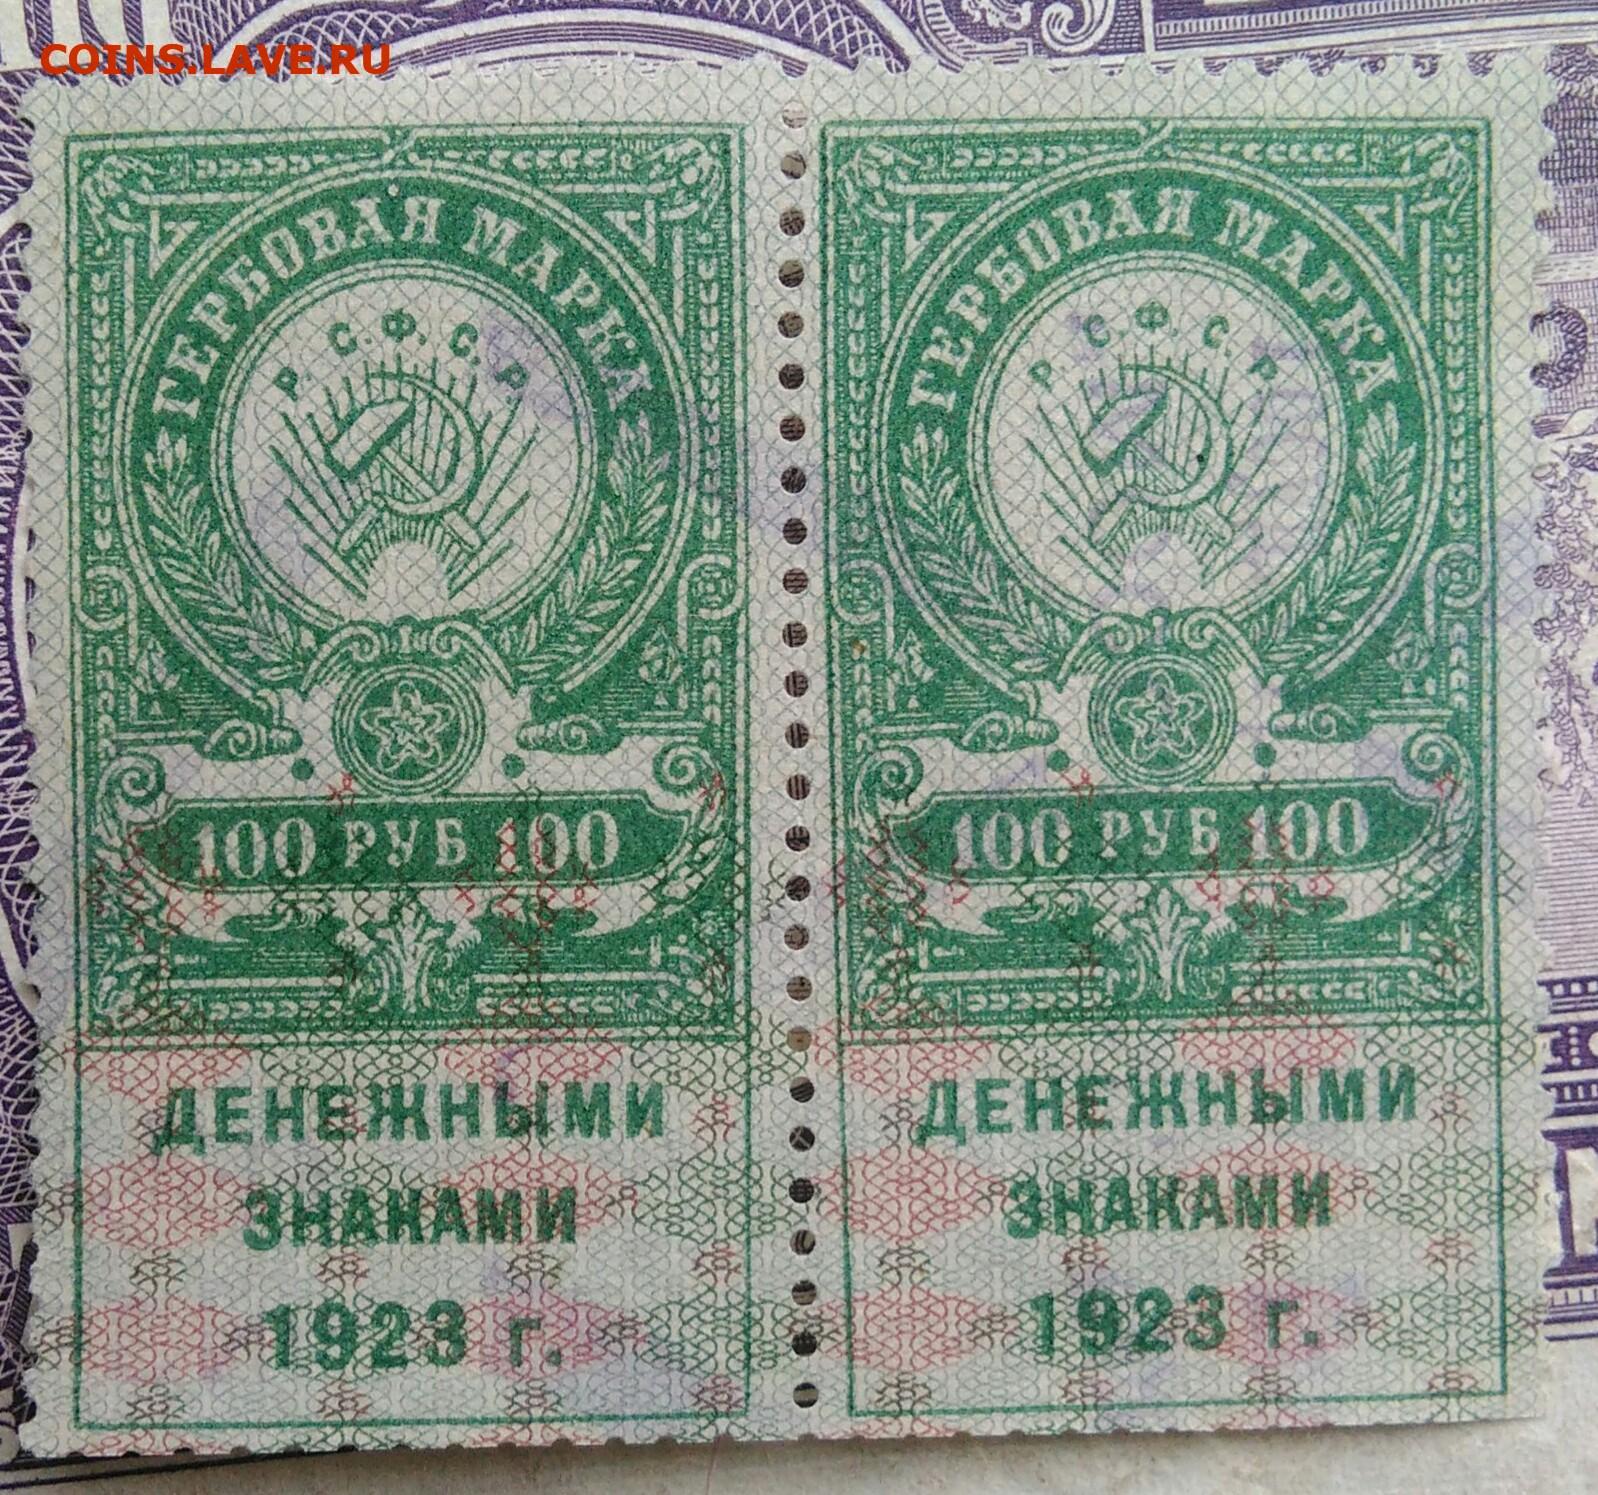 COINS.LAVE.RU
ГЕРБОВАЯ МАРКА
Р. С. Ф. С. Р.
100 РУБ 100
ДЕНЕЖНЫМИ
ЗНАКАМИ
1923 г.
ГЕРБОВАЯ МАРКА
Р. С. Ф. С. Р.
100 РУБ 100
ДЕНЕЖНЫМИ
ЗНАКАМИ
1923 г.